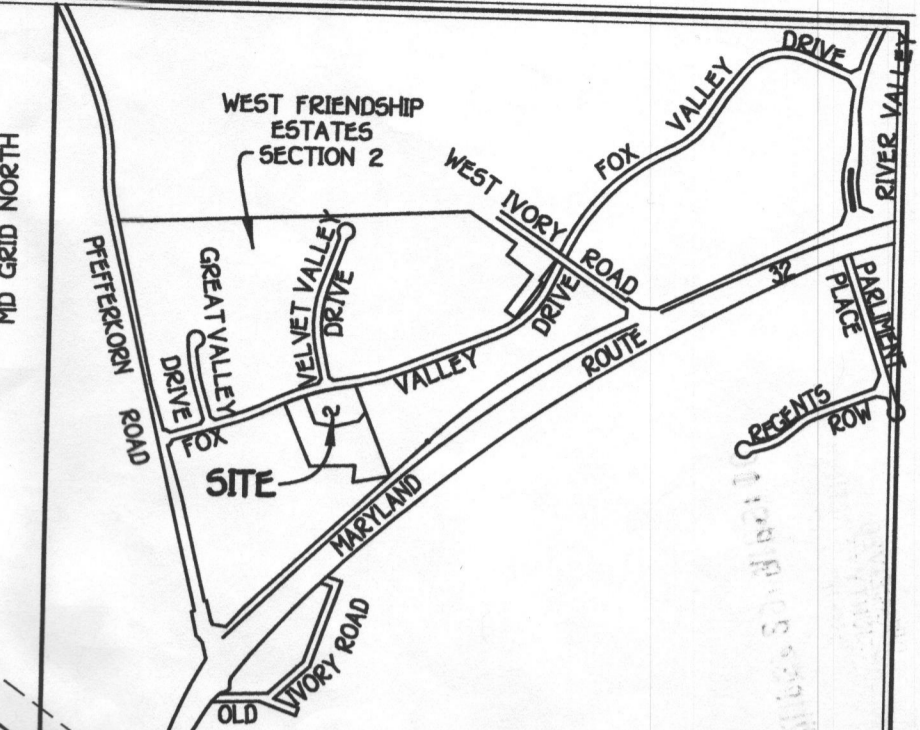 MD GRID NORTH
WEST FRIENDSHIP
ESTATES
SECTION 2
DRIVE
VALLEY
FOX
RIVER VALLEY
WEST IVORY
ROAD
PFEFFERKORN
ROAD
GREAT VALLEY
DRIVE
VELVET VALLEY
DRIVE
FOX
VALLEY
DRIVE
32
PARLIMENT
PLACE
ROUTE
MARYLAND
2
SITE
REGENTS
ROW
OLD
IVORY ROAD